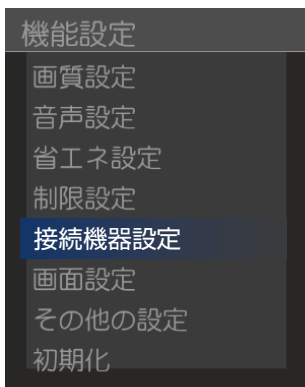 機能設定
画質設定
音声設定
省エネ設定
制限設定
接続機器設定
画面設定
その他の設定
初期化